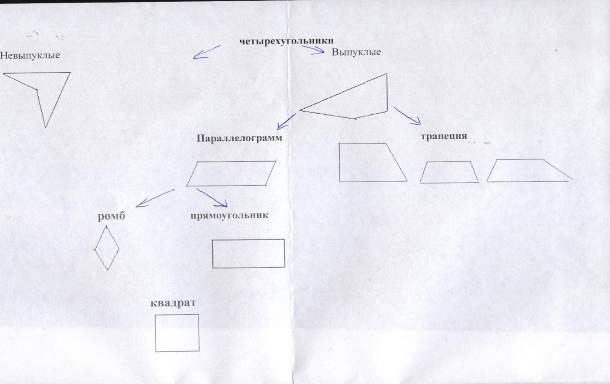 четырехугольники
Невыпуклые
Выпуклые
Параллелограмм
трапеция
ромб
прямоугольник
квадрат